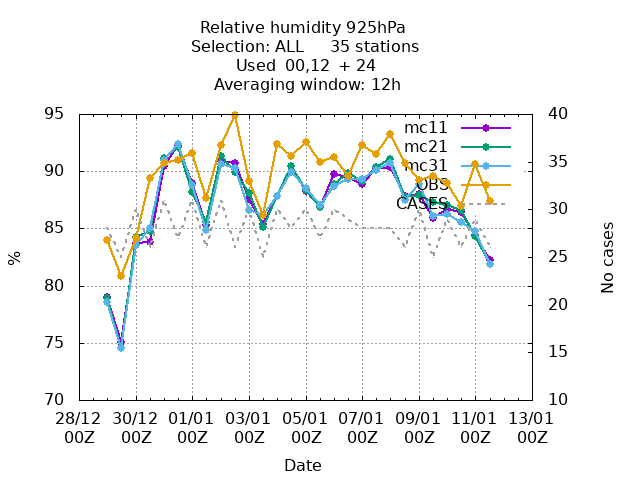 Relative humidity 925hPa
Selection: ALL 35 stations
Used 00,12 + 24
Averaging window: 12h
95 40
mc11
mc21
90 35
mc31
OBS
CASES 30
85
25
%
No cases
80
20
75
15
70 10
28/12 30/12 01/01 03/01 05/01 07/01 09/01 11/01 13/01
00Z 00Z 00Z 00Z 00Z 00Z 00Z 00Z 00Z
Date